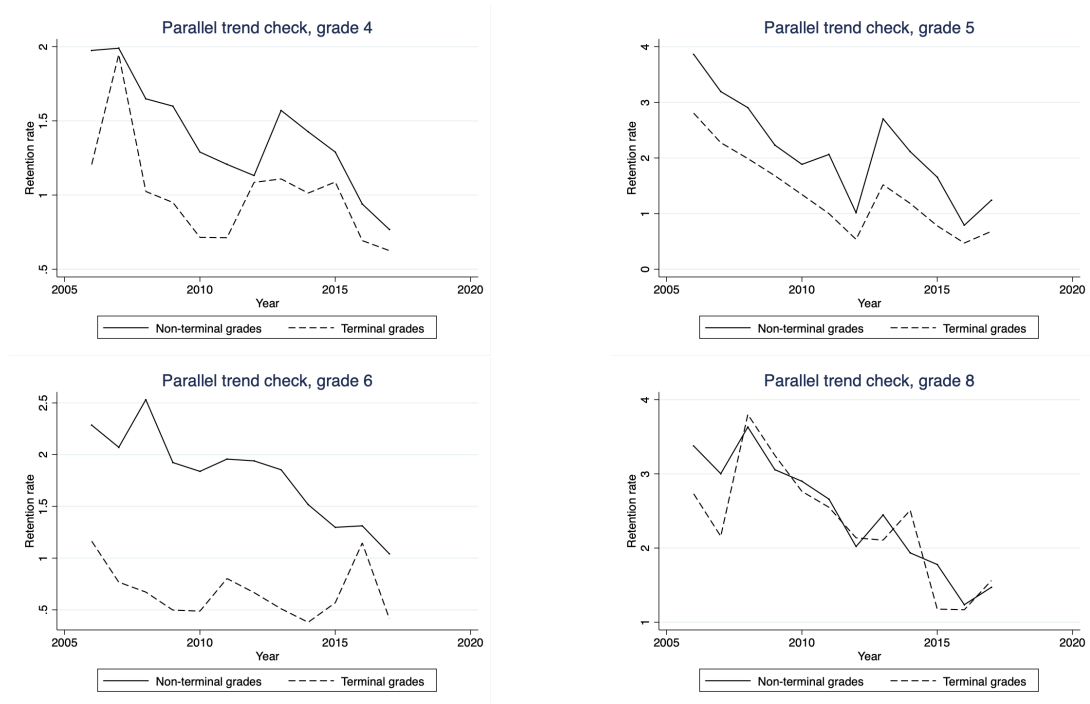 Parallel trend check, grade 4
Retention rate
2
1.5
1
.5
2005 2010 2015 2020
Year
Non-terminal grades Terminal grades
Parallel trend check, grade 5
Retention rate
4
3
2
1
0
2005 2010 2015 2020
Year
Non-terminal grades Terminal grades
Parallel trend check, grade 6
Retention rate
2.5
2
1.5
1
.5
2005 2010 2015 2020
Year
Non-terminal grades Terminal grades
Parallel trend check, grade 8
Retention rate
4
3
2
1
2005 2010 2015 2020
Year
Non-terminal grades Terminal grades